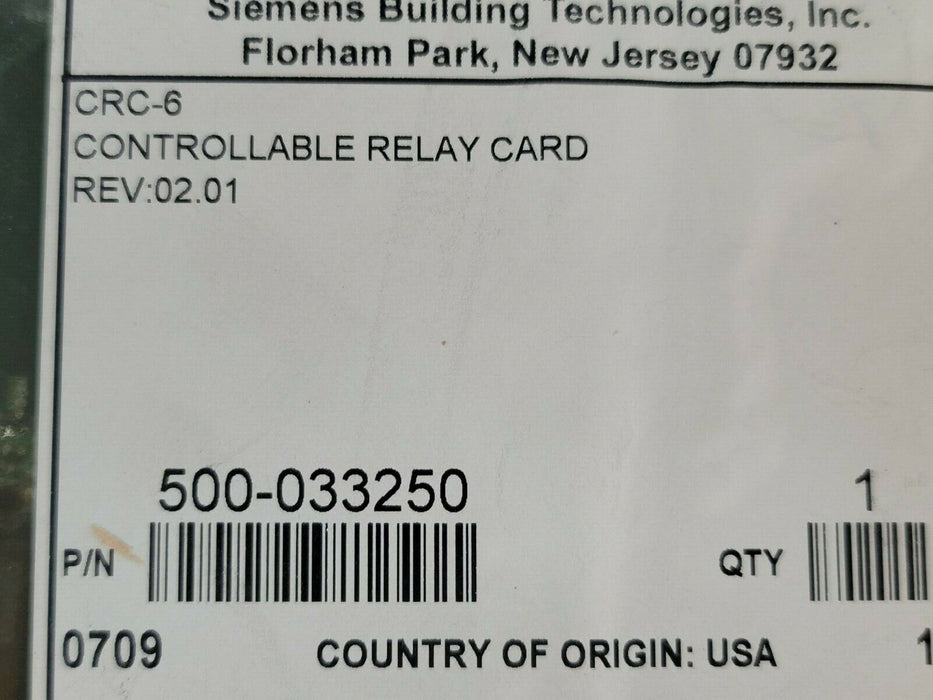 Siemens Building Technologies, Inc.
Florham Park, New Jersey 07932
CRC-6
CONTROLLABLE RELAY CARD
REV:02.01
500-033250 1
P/N QTY
0709 COUNTRY OF ORIGIN: USA 1